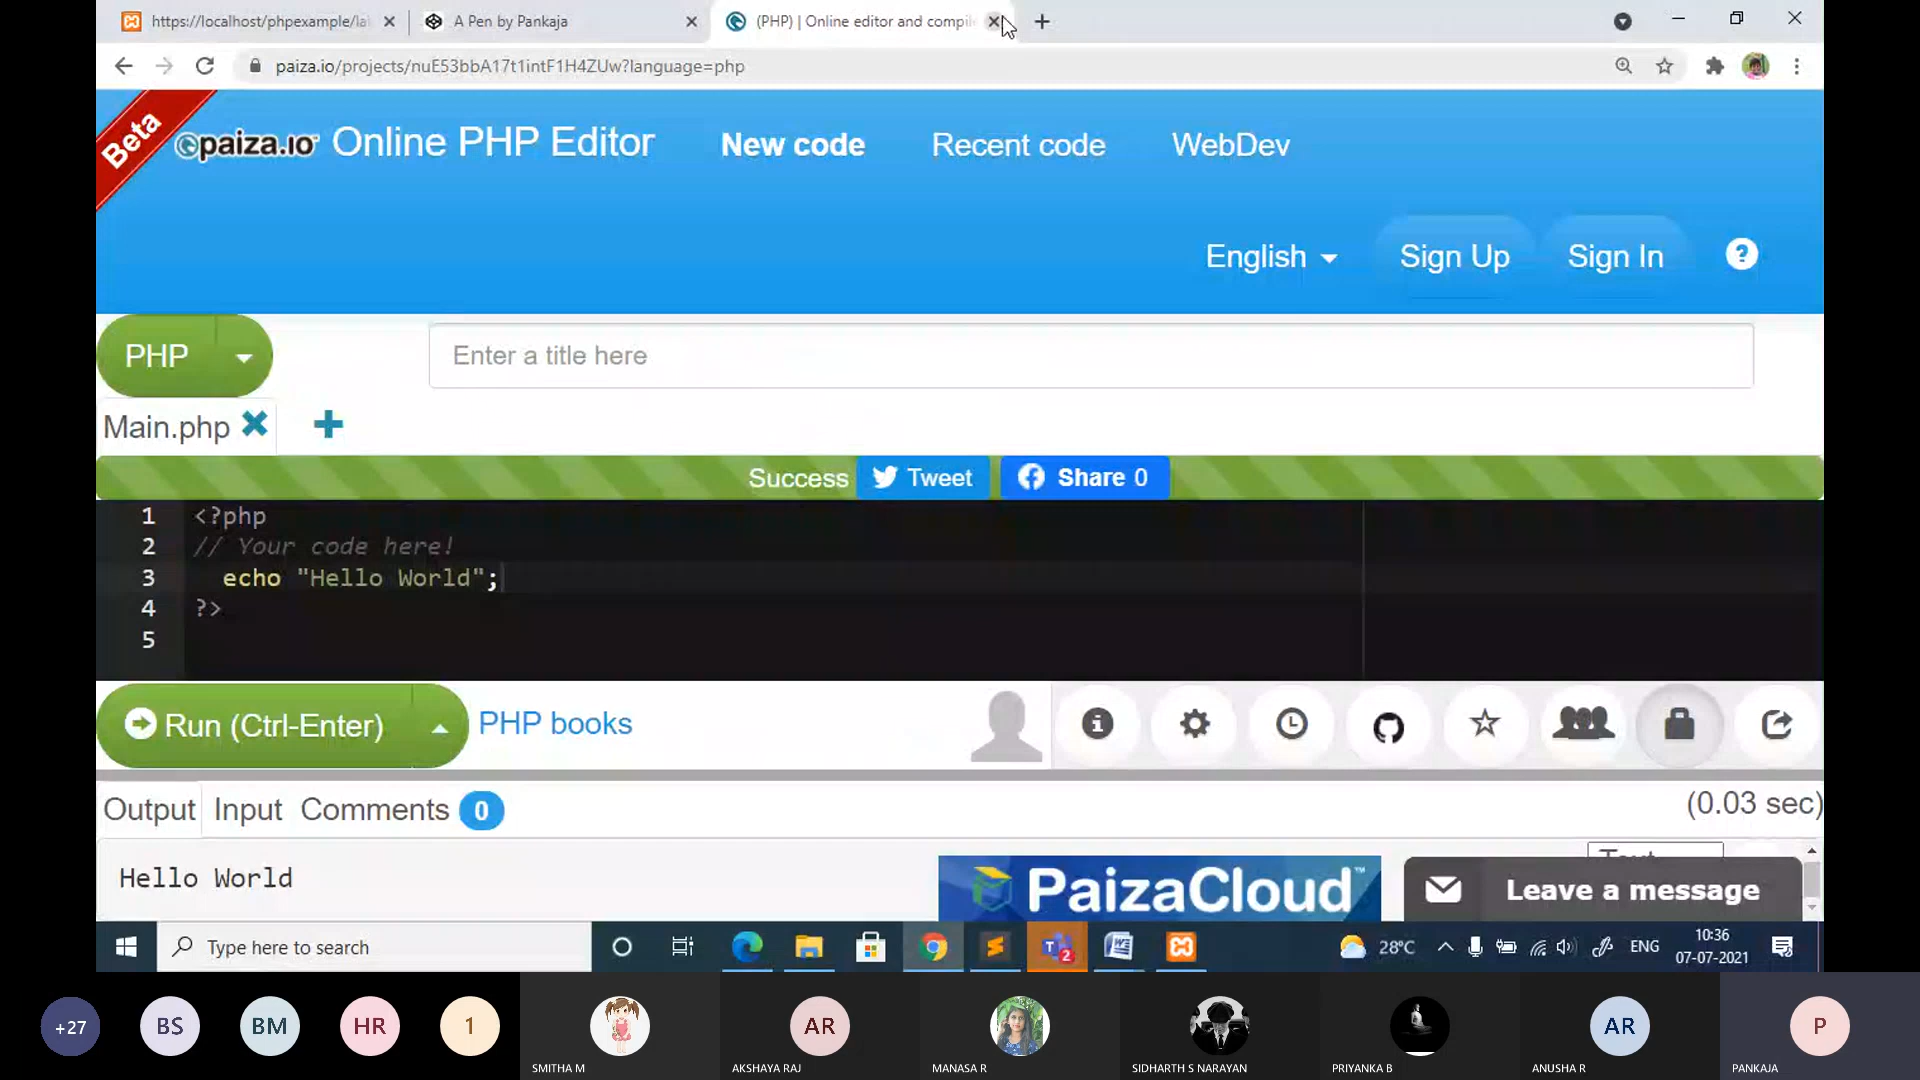 https://localhost/phpexample/la
A Pen by Pankaja
(PHP) | Online editor and compil
paiza.io/projects/nuE53bbA17t1intF1H4ZUw?language=php
Beta
paiza.io Online PHP Editor
New code
Recent code
WebDev
English
Sign Up
Sign In
?
PHP
Enter a title here
Main.php
Success
Tweet
Share 0
1 <?php
2 // Your code here!
3 echo "Hello World";
4 ?>
5
Run (Ctrl-Enter)
PHP books
Output
Input
Comments 0
(0.03 sec)
Hello World
PaizaCloud™
Text
Leave a message
Type here to search
2
28°C
ENG
10:36
07-07-2021
+27
BS
BM
HR
1
SMITHA M
AR
AKSHAYA RAJ
MANASA R
SIDHARTH S NARAYAN
PRIYANKA B
AR
ANUSHA R
P
PANKAJA